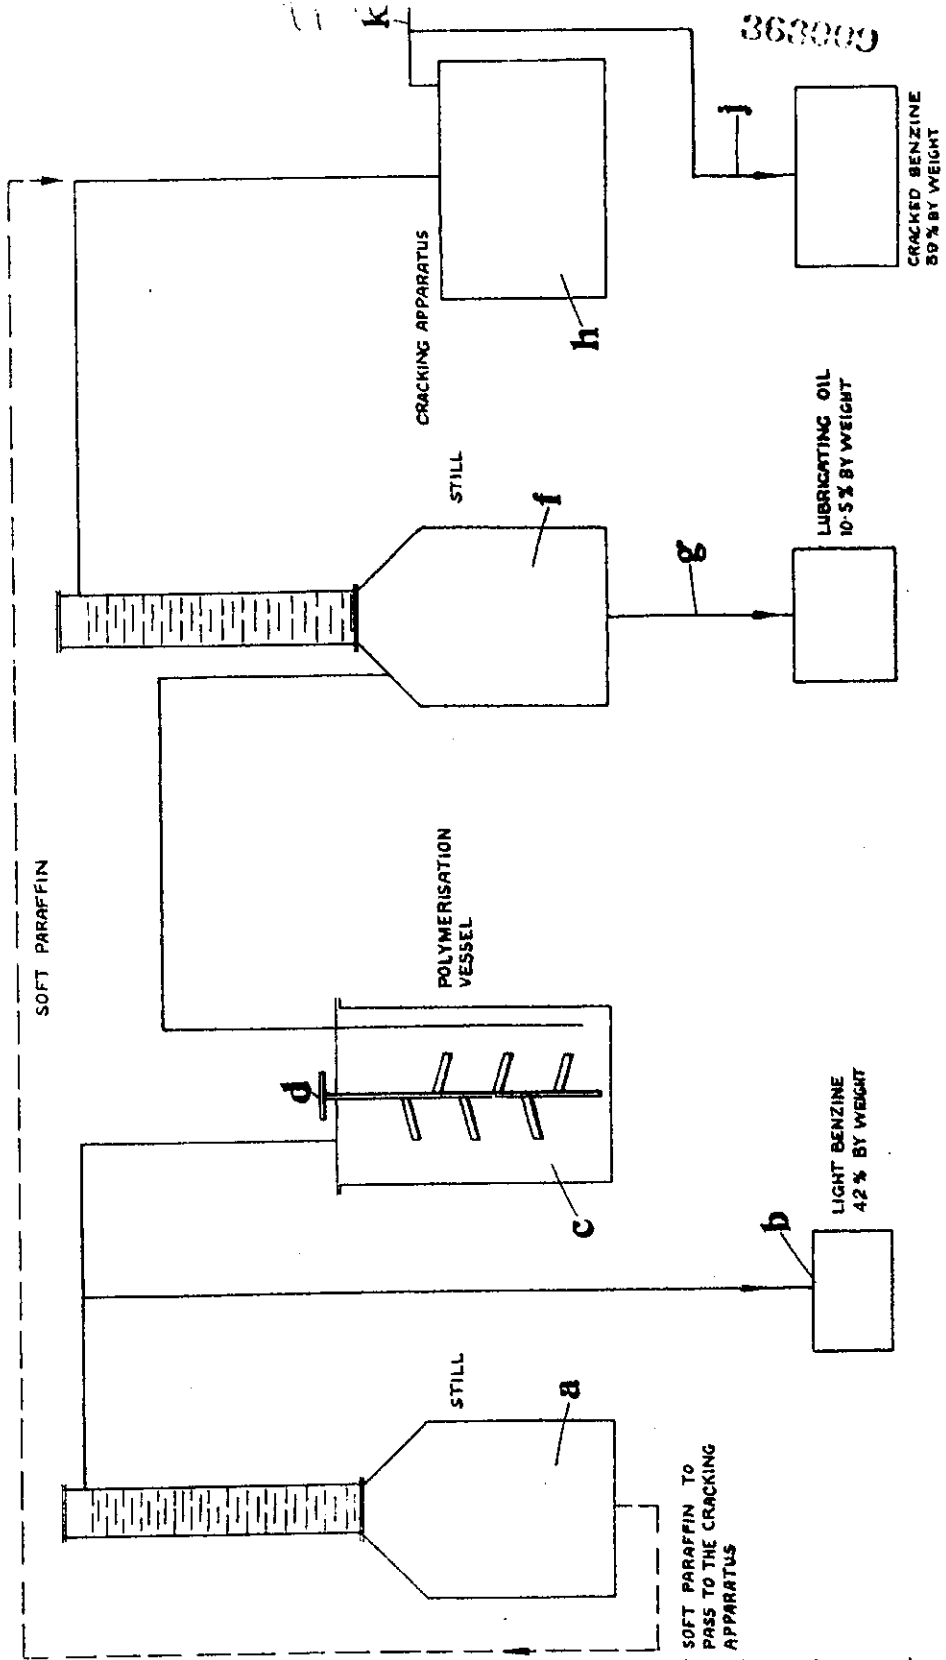 363009
k
SOFT PARAFFIN
CRACKING APPARATUS
h
j
CRACKED BENZINE
39% BY WEIGHT
STILL
f
g
LUBRICATING OIL
10·5% BY WEIGHT
POLYMERISATION
VESSEL
d
c
b
LIGHT BENZINE
42% BY WEIGHT
STILL
a
SOFT PARAFFIN TO
PASS TO THE CRACKING
APPARATUS